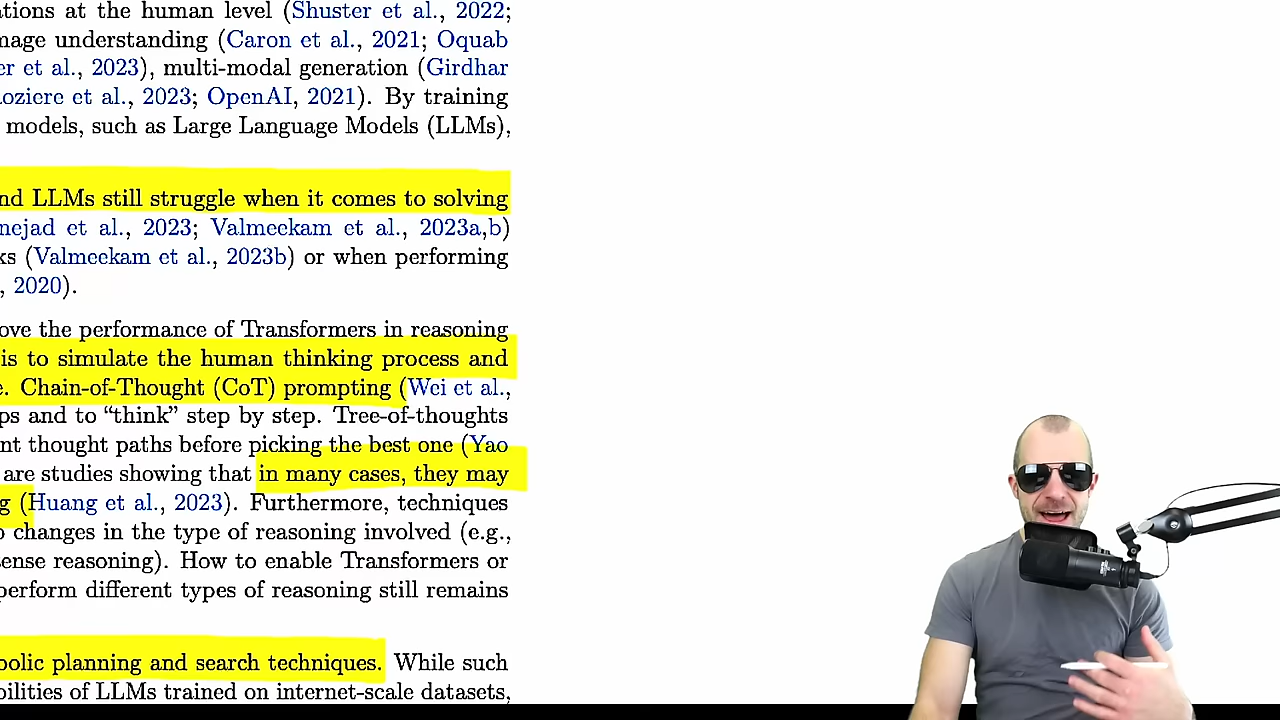 ations at the human level (Shuster et al., 2022;
mage understanding (Caron et al., 2021; Oquab
er et al., 2023), multi-modal generation (Girdhar
Roziere et al., 2023; OpenAI, 2021). By training
models, such as Large Language Models (LLMs),
nd LLMs still struggle when it comes to solving
nejad et al., 2023; Valmeekam et al., 2023a,b)
ks (Valmeekam et al., 2023b) or when performing
, 2020).
ove the performance of Transformers in reasoning
is to simulate the human thinking process and
e. Chain-of-Thought (CoT) prompting (Wei et al.,
ps and to “think” step by step. Tree-of-thoughts
nt thought paths before picking the best one (Yao
are studies showing that in many cases, they may
g (Huang et al., 2023). Furthermore, techniques
o changes in the type of reasoning involved (e.g.,
ense reasoning). How to enable Transformers or
perform different types of reasoning still remains
bolic planning and search techniques. While such
bilities of LLMs trained on internet-scale datasets,